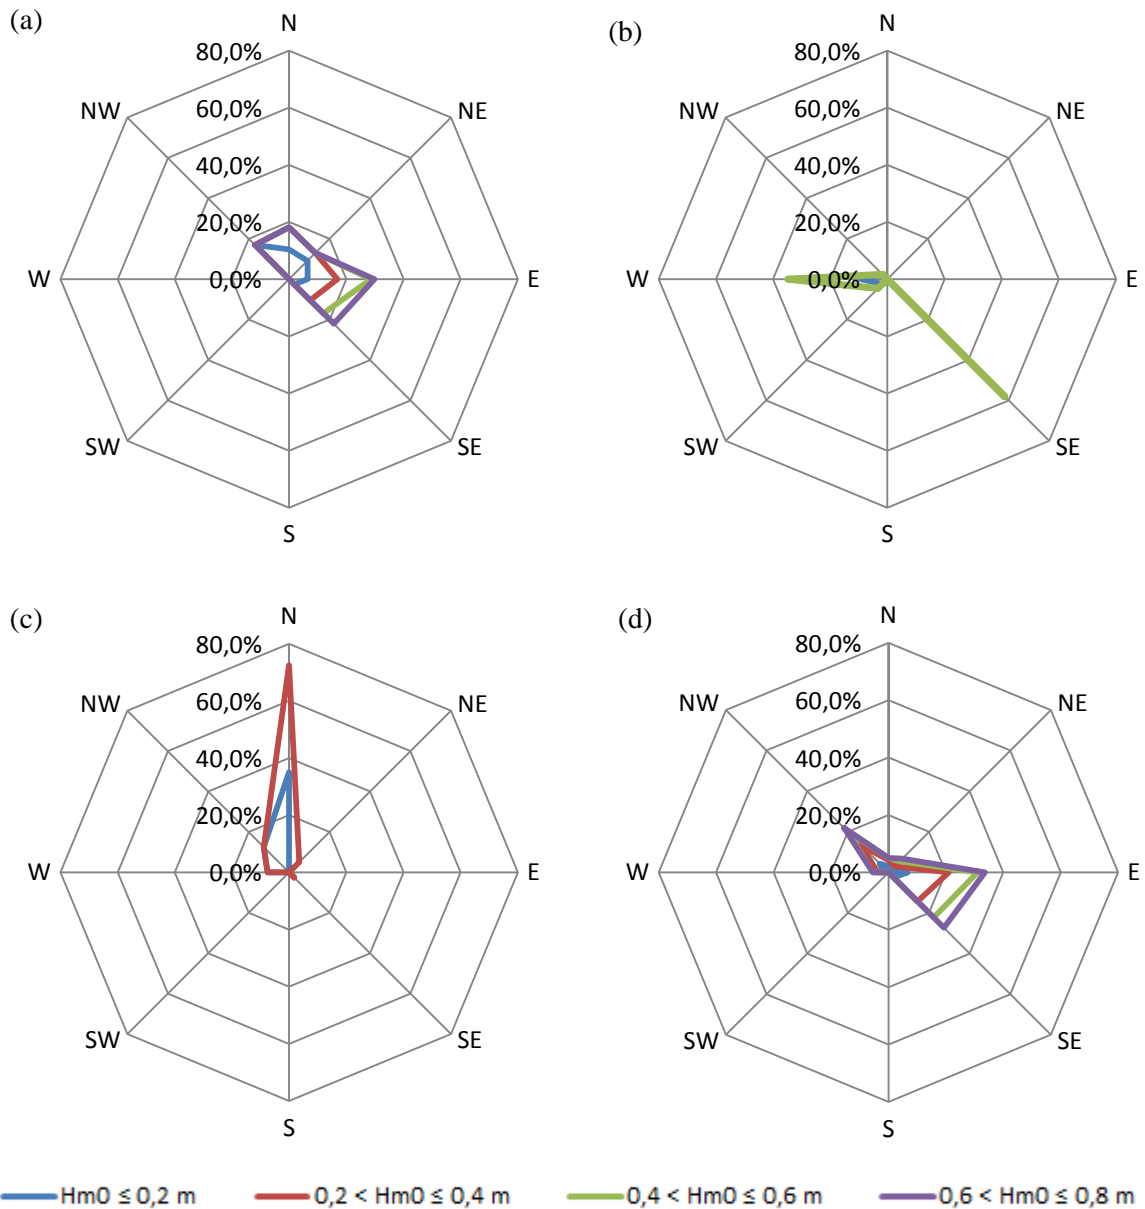 (a)
N
80,0%
60,0%
40,0%
20,0%
0,0%
NW
NE
W
E
SW
SE
S
(b)
N
80,0%
60,0%
40,0%
20,0%
0,0%
NW
NE
W
E
SW
SE
S
(c)
N
80,0%
60,0%
40,0%
20,0%
0,0%
NW
NE
W
E
SW
SE
S
(d)
N
80,0%
60,0%
40,0%
20,0%
0,0%
NW
NE
W
E
SW
SE
S
Hm0 ≤ 0,2 m
0,2 < Hm0 ≤ 0,4 m
0,4 < Hm0 ≤ 0,6 m
0,6 < Hm0 ≤ 0,8 m